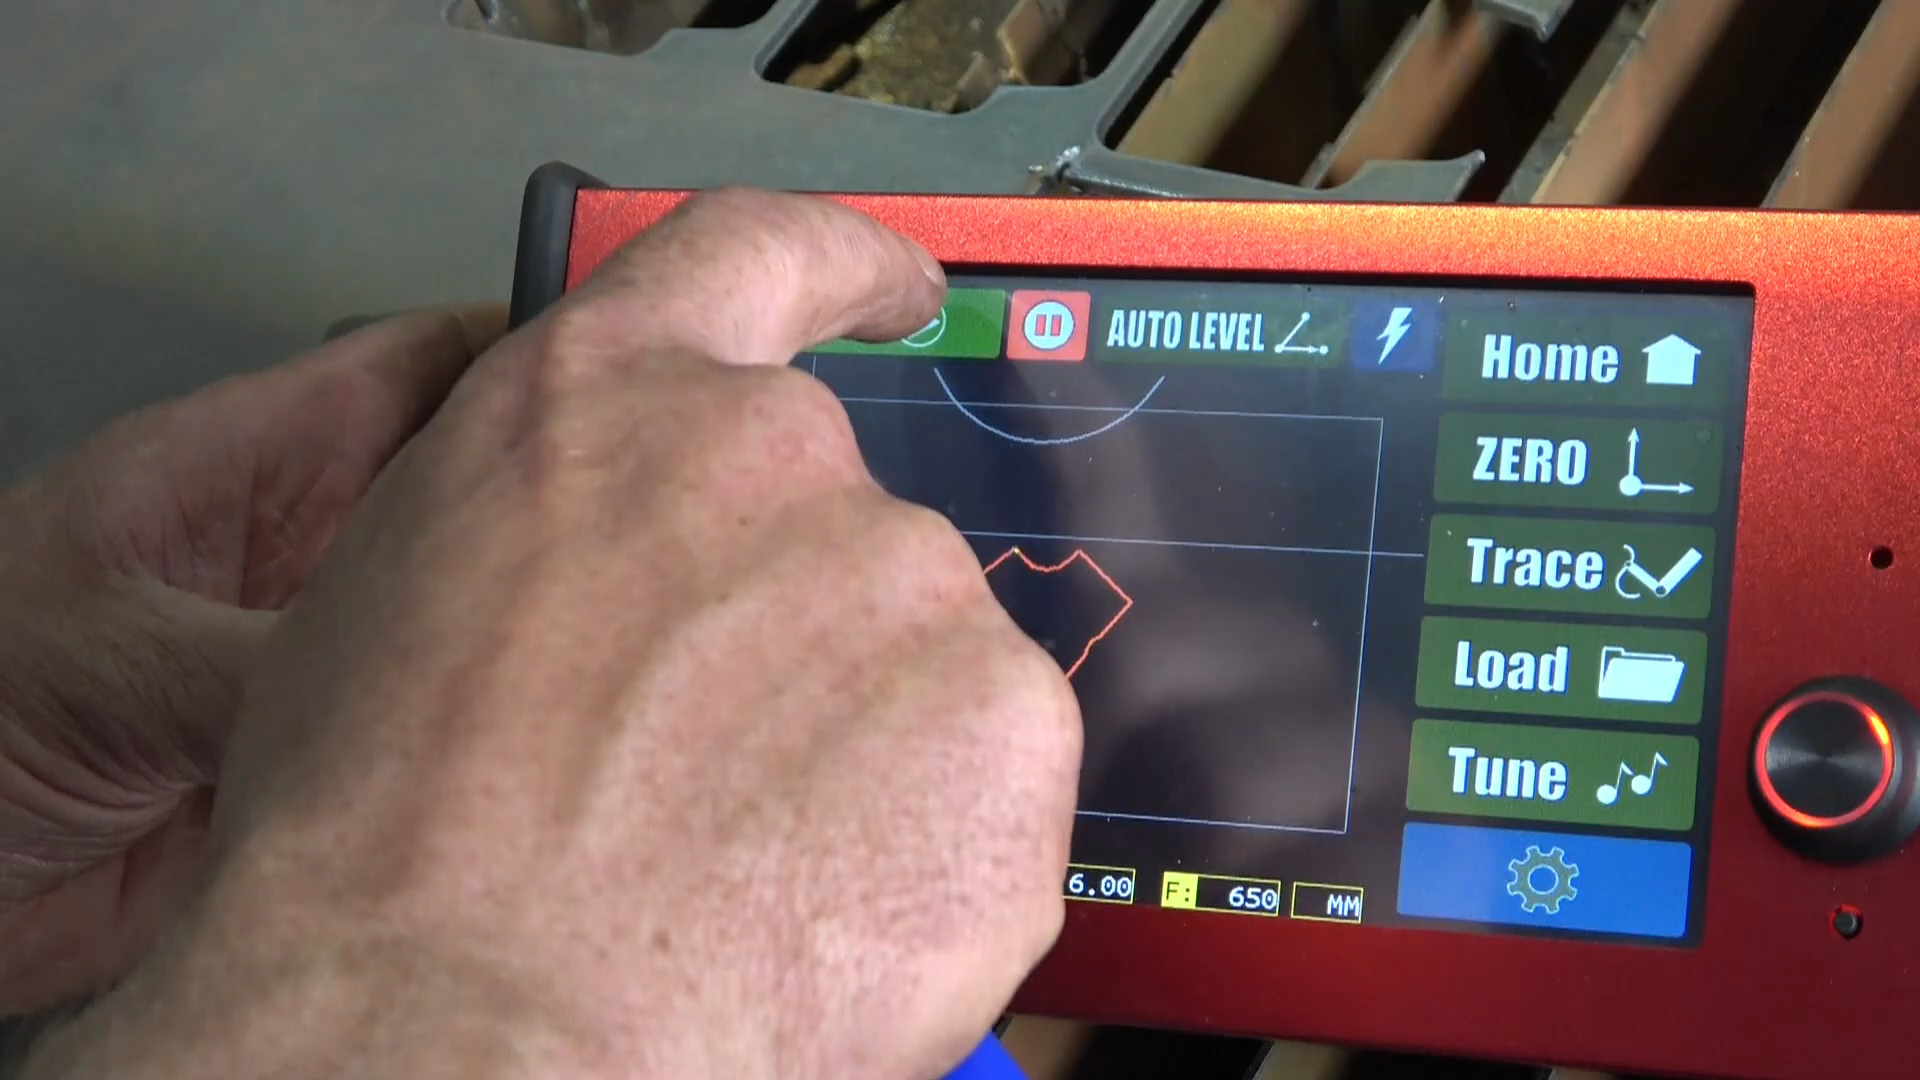 AUTO LEVEL
Home
ZERO
Trace
Load
Tune
6.00 F: 650 MM